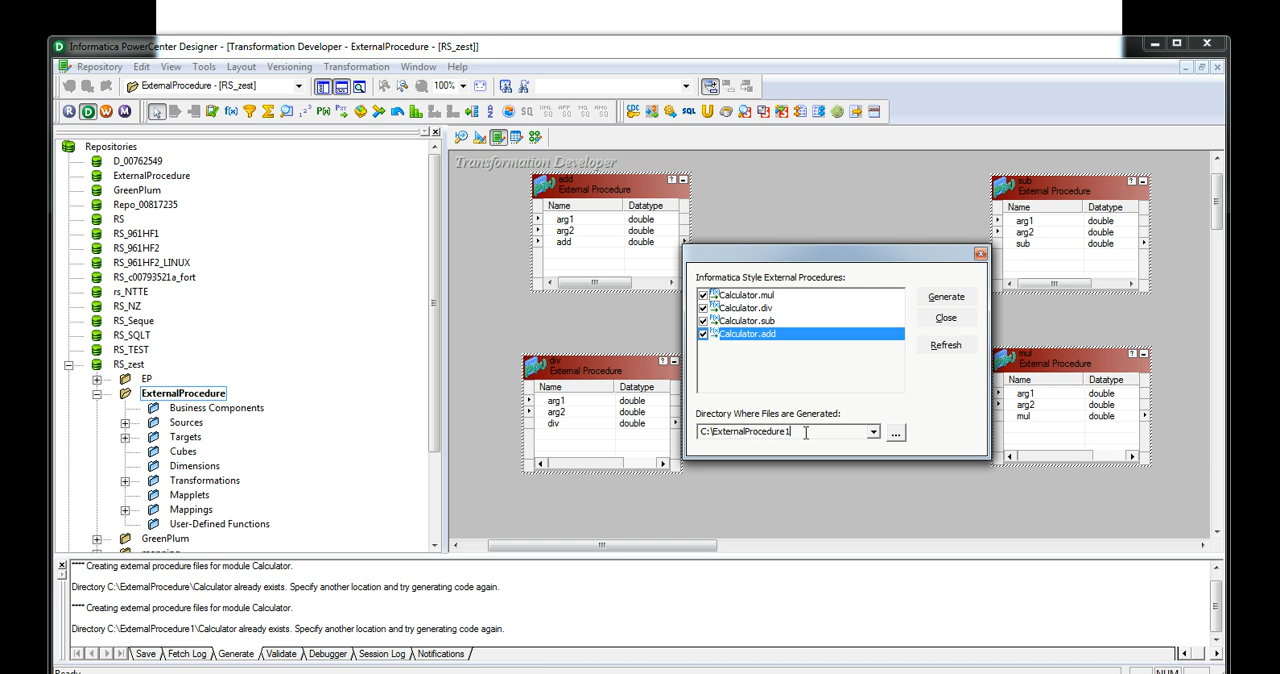 Informatica PowerCenter Designer - [Transformation Developer - ExternalProcedure - [RS_zest]]
Repository Edit View Tools Layout Versioning Transformation Window Help
ExternalProcedure - [RS_zest]
100%
Repositories
D_00762549
ExternalProcedure
GreenPlum
Repo_00817235
RS
RS_961HF1
RS_961HF2
RS_961HF2_LINUX
RS_c00793521a_fort
rs_NTTE
RS_NZ
RS_Seque
RS_SQLT
RS_TEST
RS_zest
EP
ExternalProcedure
Business Components
Sources
Targets
Cubes
Dimensions
Transformations
Mapplets
Mappings
User-Defined Functions
GreenPlum
Transformation Developer
add
External Procedure
Name Datatype
arg1 double
arg2 double
add double
sub
External Procedure
Name Datatype
arg1 double
arg2 double
sub double
div
External Procedure
Name Datatype
arg1 double
arg2 double
div double
mul
External Procedure
Name Datatype
arg1 double
arg2 double
mul double
Informatica Style External Procedures:
Calculator.mul
Calculator.div
Calculator.sub
Calculator.add
Generate
Close
Refresh
Directory Where Files are Generated:
C:\ExternalProcedure1
...
**** Creating external procedure files for module Calculator.
Directory C:\ExternalProcedure\Calculator already exists. Specify another location and try generating code again.
**** Creating external procedure files for module Calculator.
Directory C:\ExternalProcedure1\Calculator already exists. Specify another location and try generating code again.
Save Fetch Log Generate Validate Debugger Session Log Notifications